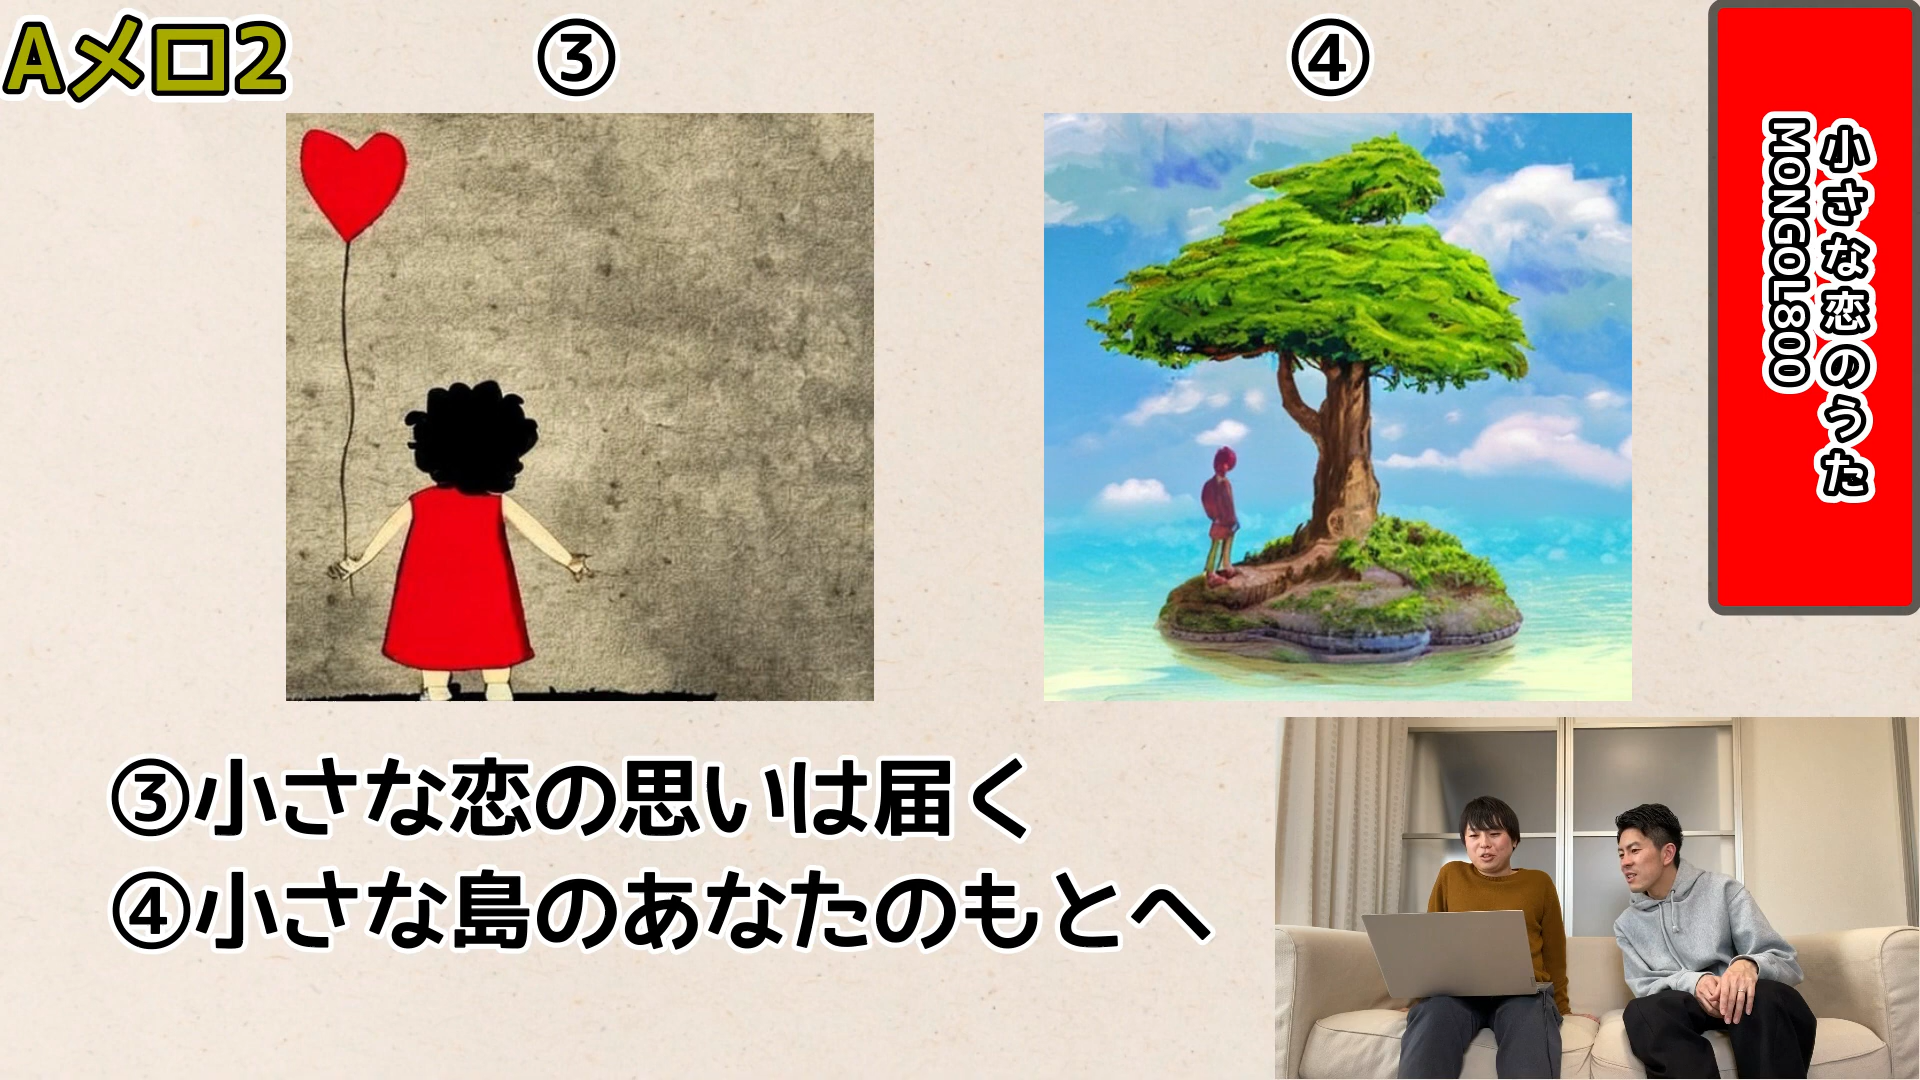 Aメロ2
③
④
小さな恋のうた
MONGOL800
③小さな恋の思いは届く
④小さな島のあなたのもとへ